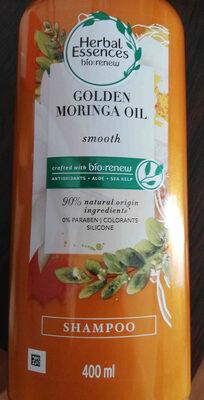 Herbal
Essences
bio:renew
GOLDEN
MORINGA OIL
smooth
crafted with bio:renew
ANTIOXIDANTS + ALOE + SEA KELP
90% natural origin
ingredients*
0% PARABEN | COLORANTS
SILICONE
SHAMPOO
400 ml